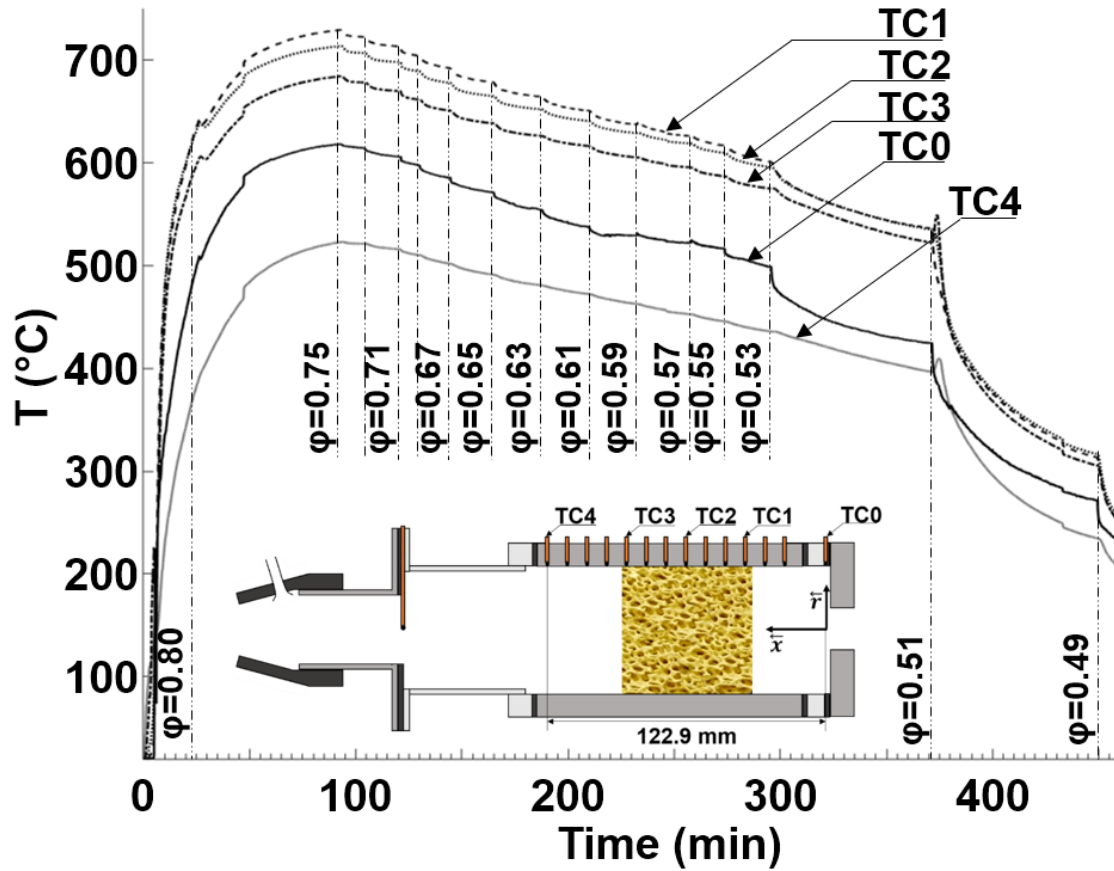 TC1
TC2
TC3
TC0
TC4
700
600
500
400
300
200
100
T (°C)
φ=0.80
φ=0.75
φ=0.71
φ=0.67
φ=0.65
φ=0.63
φ=0.61
φ=0.59
φ=0.57
φ=0.55
φ=0.53
φ=0.51
φ=0.49
TC4 TC3 TC2 TC1 TC0
r
x
122.9 mm
0 100 200 300 400
Time (min)